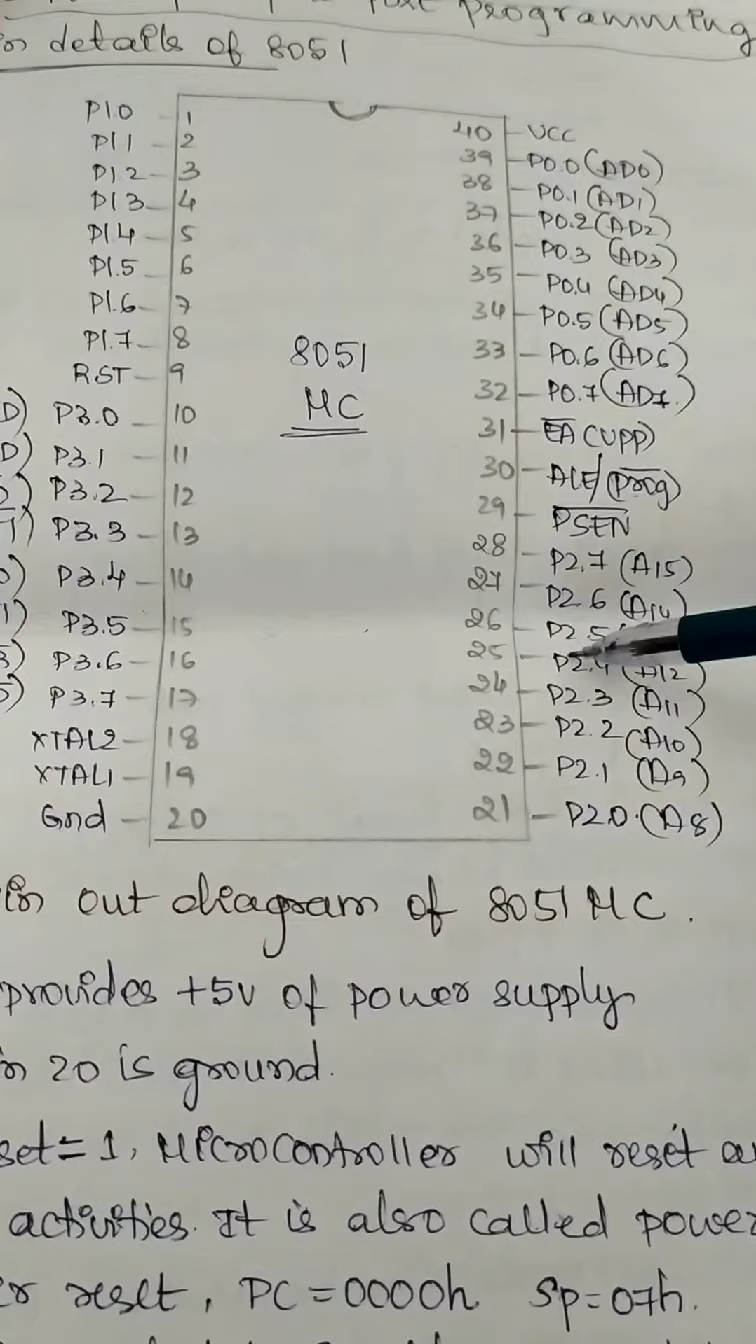 Programming
details of 8051
P1.0 1
P1.1 2
P1.2 3
P1.3 4
P1.4 5
P1.5 6
P1.6 7
P1.7 8
RST 9
D) P3.0 10
D) P3.1 11
) P3.2 12
) P3.3 13
) P3.4 14
1) P3.5 15
) P3.6 16
) P3.7 17
XTAL2 18
XTAL1 19
Gnd 20
8051
MC
40 VCC
39 P0.0 (AD0)
38 P0.1 (AD1)
37 P0.2 (AD2)
36 P0.3 (AD3)
35 P0.4 (AD4)
34 P0.5 (AD5)
33 P0.6 (AD6)
32 P0.7 (AD7)
31 E̅A̅ (VPP)
30 ALE/P̅r̅o̅g̅
29 P̅S̅E̅N̅
28 P2.7 (A15)
27 P2.6 (A14)
26 P2.5
25 P2.4 (A12)
24 P2.3 (A11)
23 P2.2 (A10)
22 P2.1 (A9)
21 P2.0 (A8)
out diagram of 8051 MC.
provides +5v of power supply
20 is ground.
set = 1, Microcontroller will reset
activities. It is also called power
reset, PC = 0000h SP = 07h.